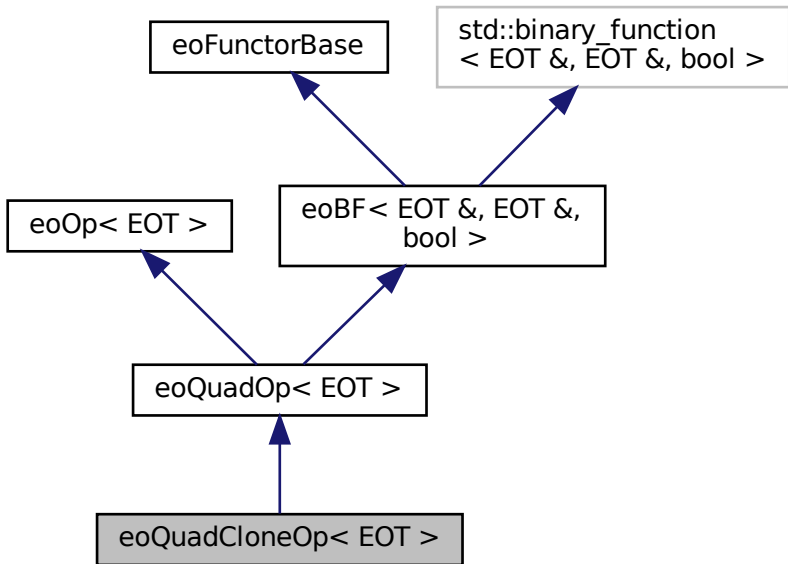 eoFunctorBase
std::binary_function
< EOT &, EOT &, bool >
eoOp< EOT >
eoBF< EOT &, EOT &,
bool >
eoQuadOp< EOT >
eoQuadCloneOp< EOT >